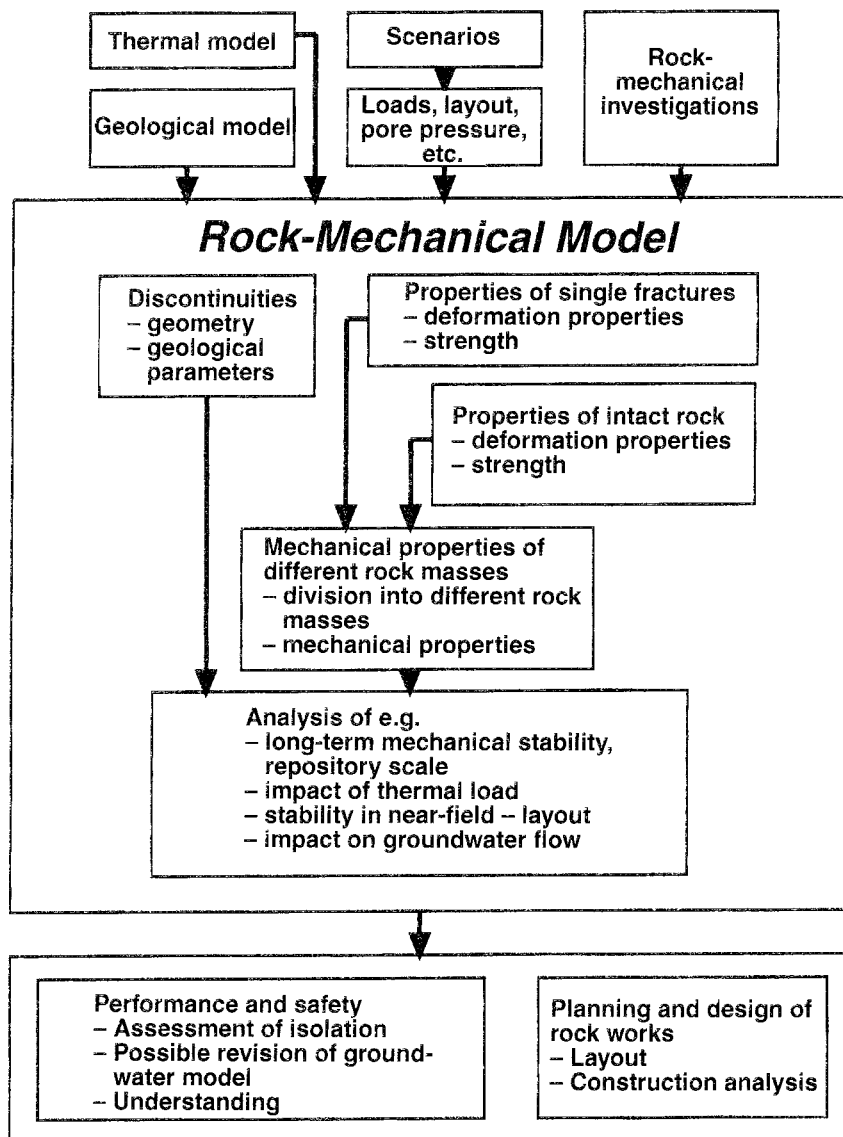 Thermal model
Scenarios
Rock-
mechanical
investigations
Geological model
Loads, layout,
pore pressure,
etc.
Rock-Mechanical Model
Discontinuities
– geometry
– geological
parameters
Properties of single fractures
– deformation properties
– strength
Properties of intact rock
– deformation properties
– strength
Mechanical properties of
different rock masses
– division into different rock
masses
– mechanical properties
Analysis of e.g.
– long-term mechanical stability,
repository scale
– impact of thermal load
– stability in near-field – layout
– impact on groundwater flow
Performance and safety
– Assessment of isolation
– Possible revision of ground-
water model
– Understanding
Planning and design of
rock works
– Layout
– Construction analysis